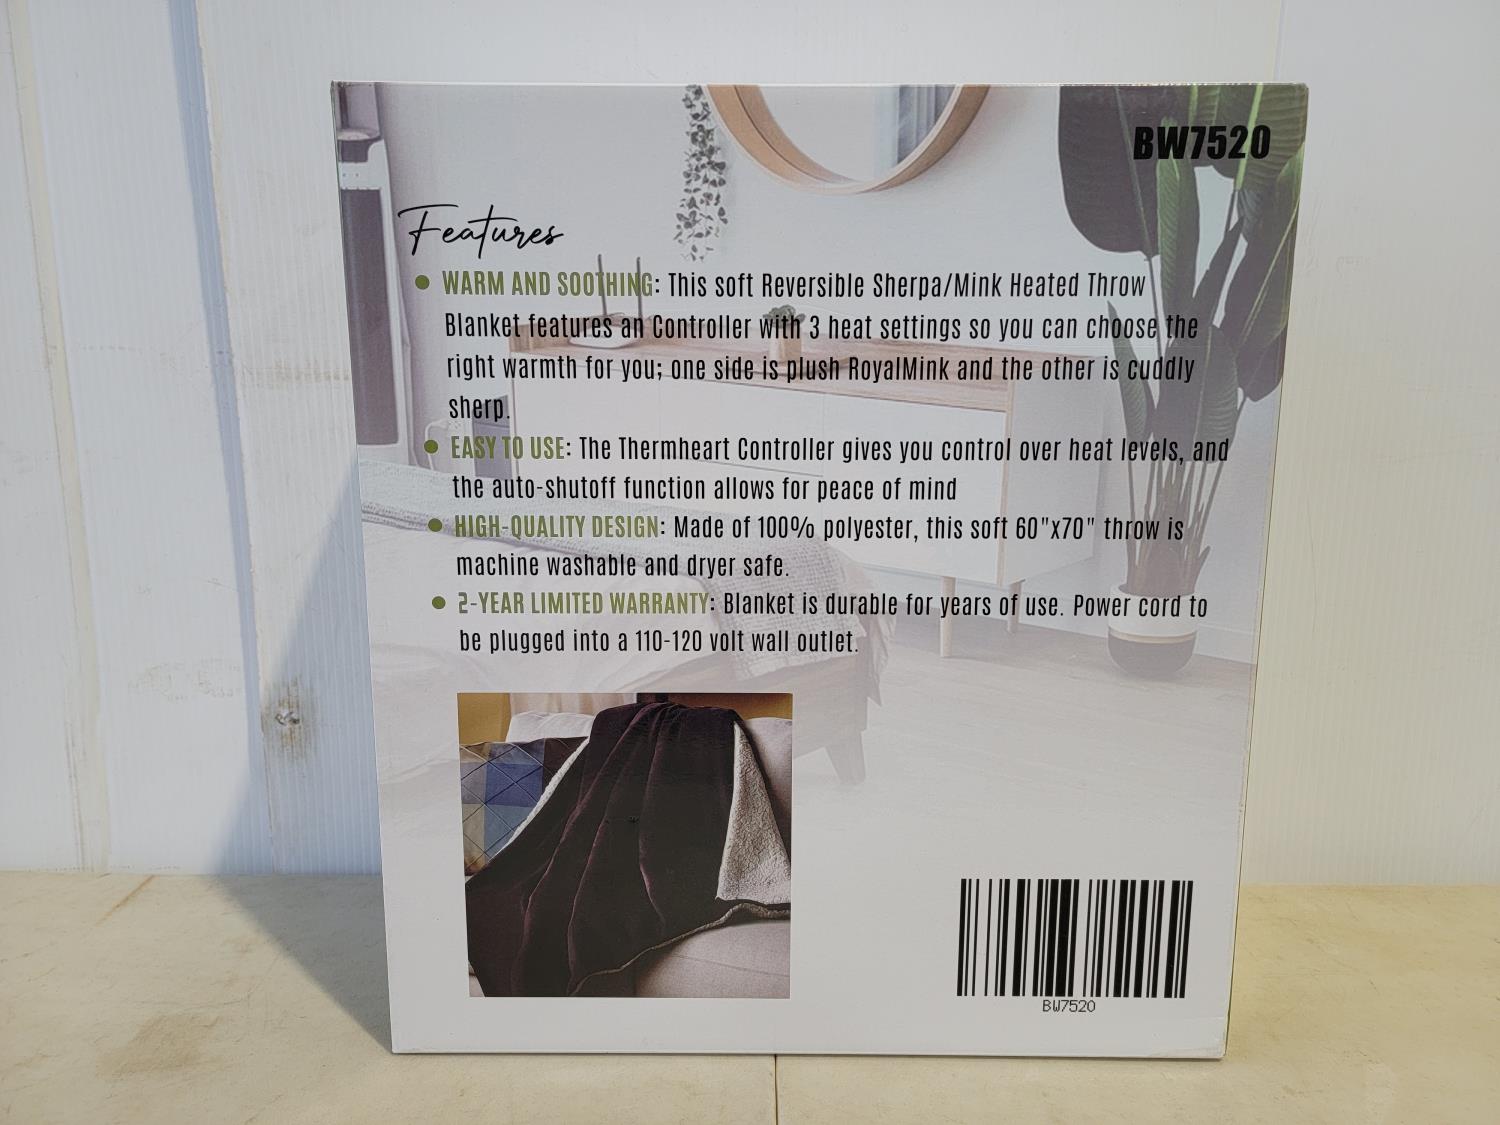 BW7520
Features
WARM AND SOOTHING: This soft Reversible Sherpa/Mink Heated Throw
Blanket features an Controller with 3 heat settings so you can choose the
right warmth for you; one side is plush RoyalMink and the other is cuddly
sherp.
EASY TO USE: The Thermheart Controller gives you control over heat levels, and
the auto-shutoff function allows for peace of mind
HIGH-QUALITY DESIGN: Made of 100% polyester, this soft 60"x70" throw is
machine washable and dryer safe.
2-YEAR LIMITED WARRANTY: Blanket is durable for years of use. Power cord to
be plugged into a 110-120 volt wall outlet.
BW7520